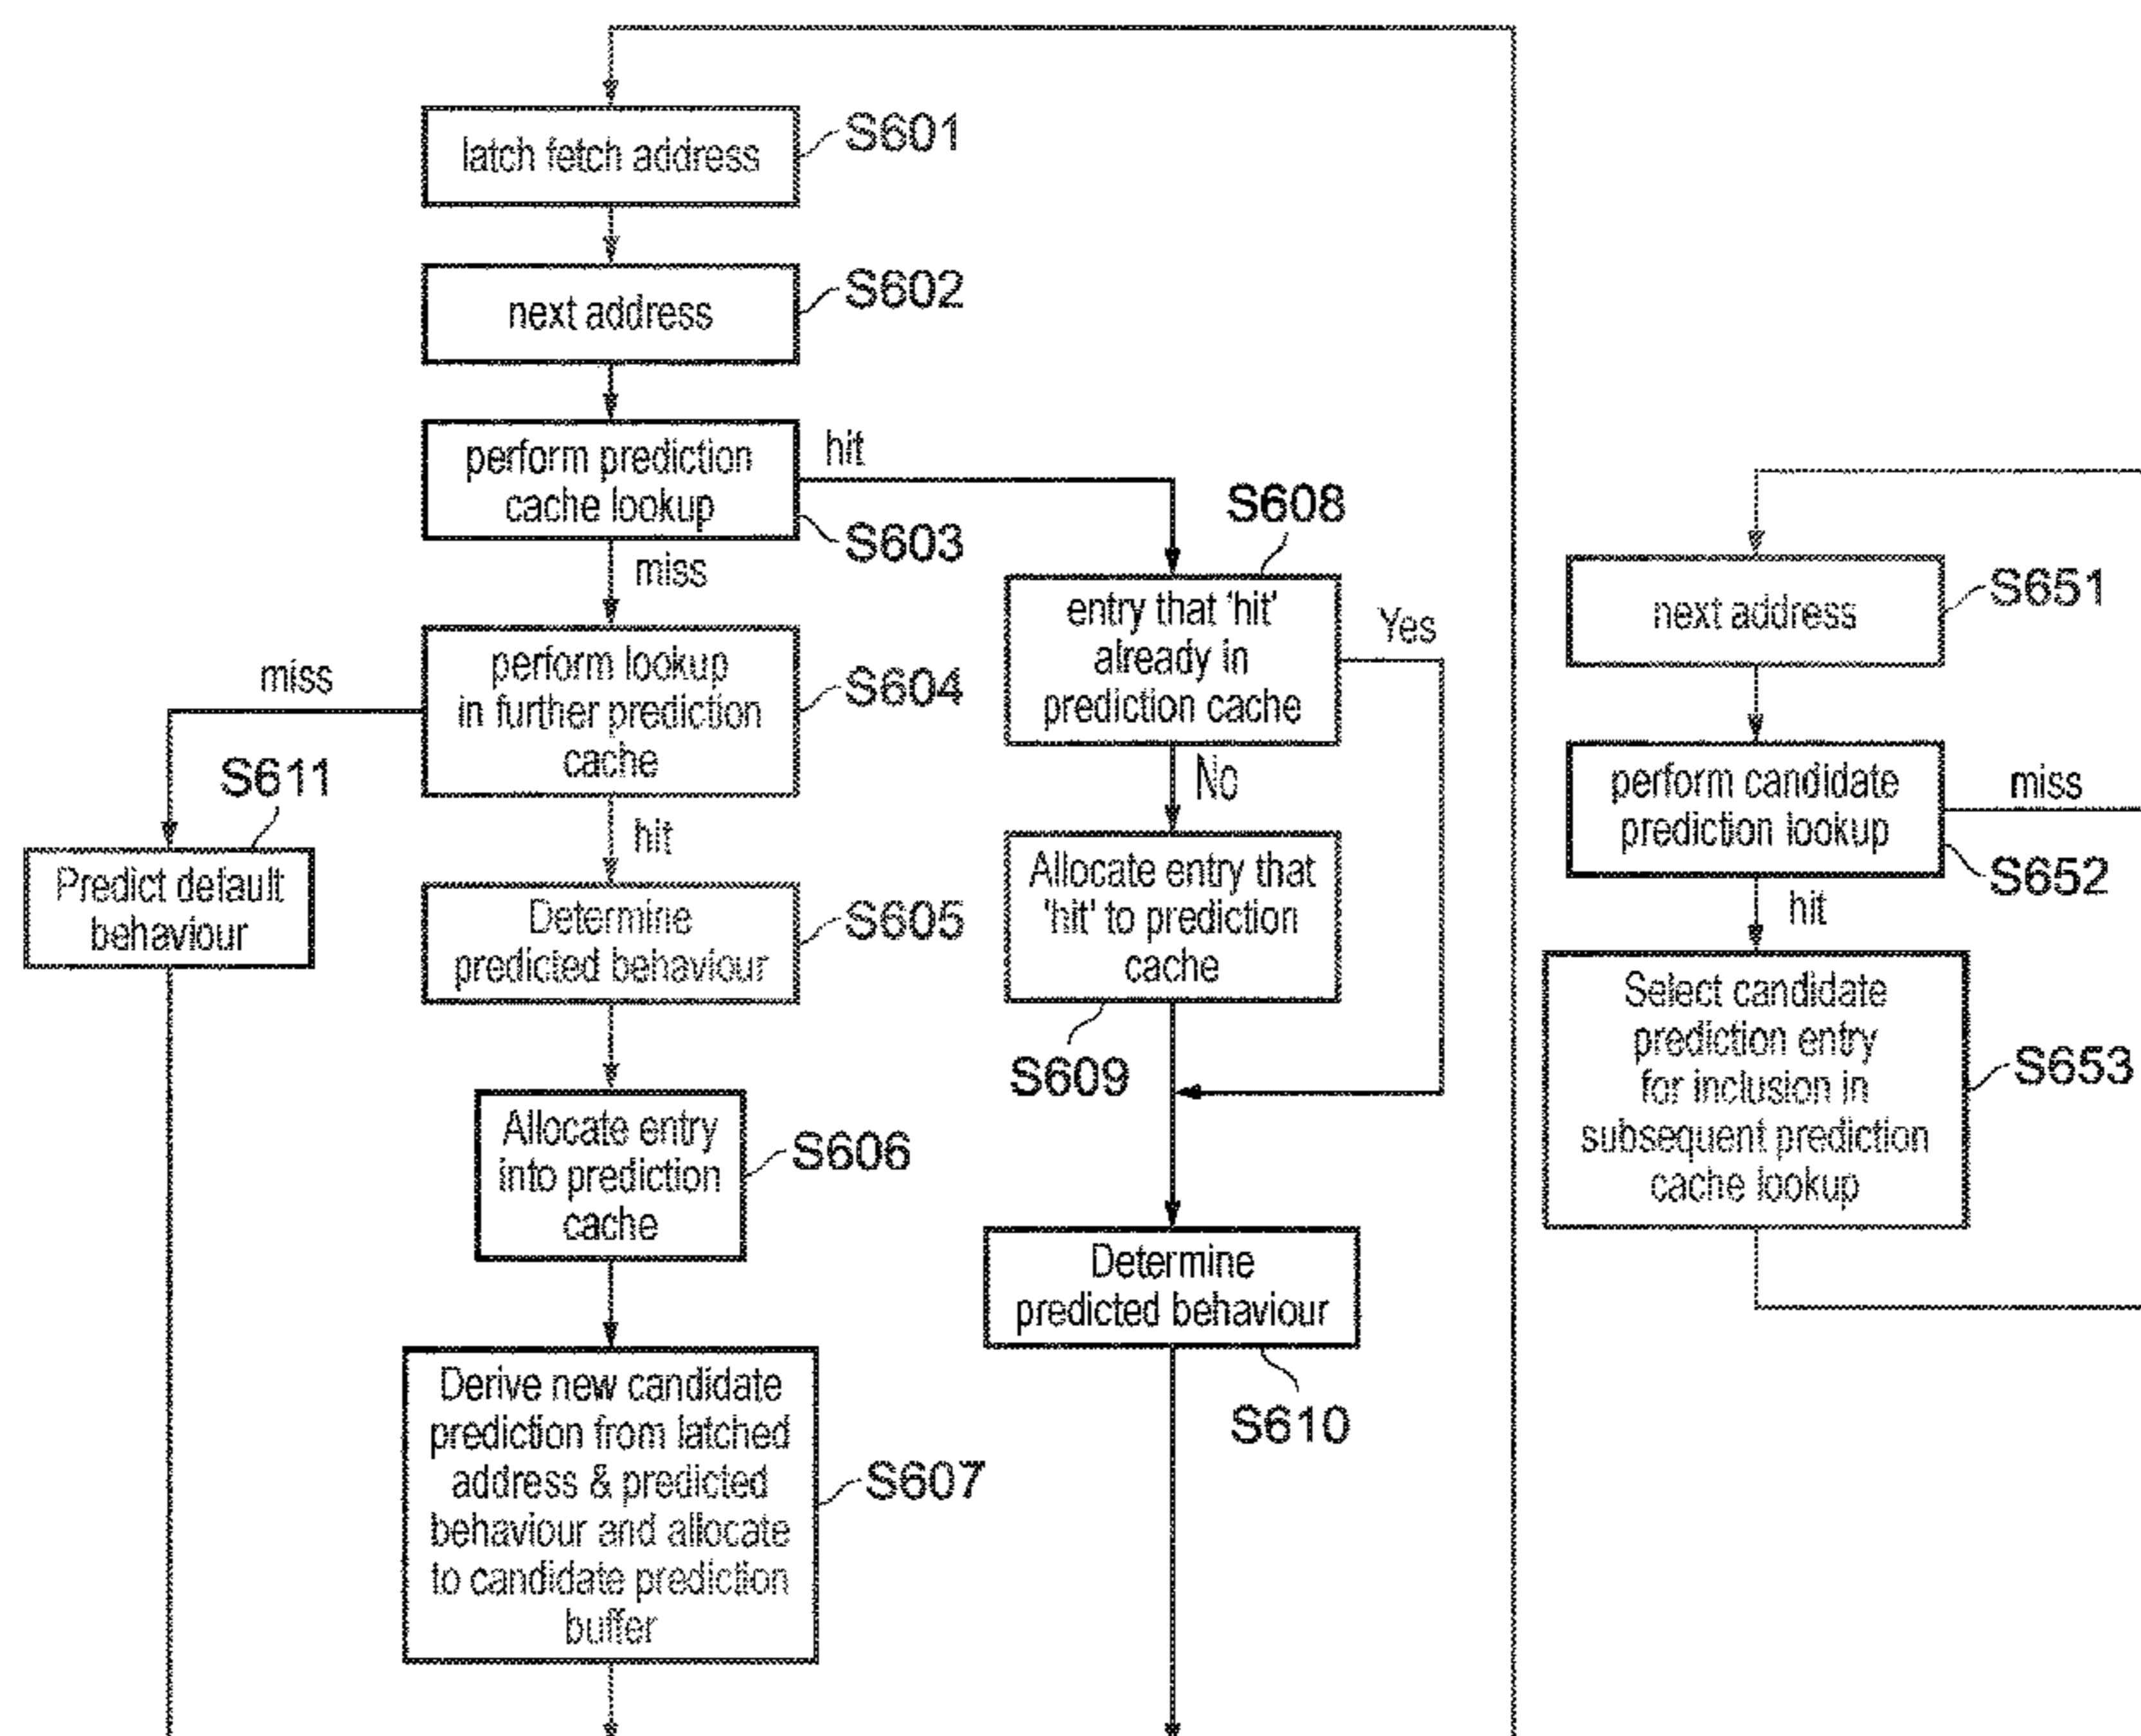 latch fetch address
S601
next address
S602
perform prediction
cache lookup
S603
hit
miss
perform lookup
in further prediction
cache
S604
miss
S611
Predict default
behaviour
hit
Determine
predicted behaviour
S605
Allocate entry
into prediction
cache
S606
Derive new candidate
prediction from latched
address & predicted
behaviour and allocate
to candidate prediction
buffer
S607
S608
entry that 'hit'
already in
prediction cache
Yes
No
Allocate entry that
'hit' to prediction
cache
S609
Determine
predicted behaviour
S610
next address
S651
perform candidate
prediction lookup
miss
S652
hit
Select candidate
prediction entry
for inclusion in
subsequent prediction
cache lookup
S653